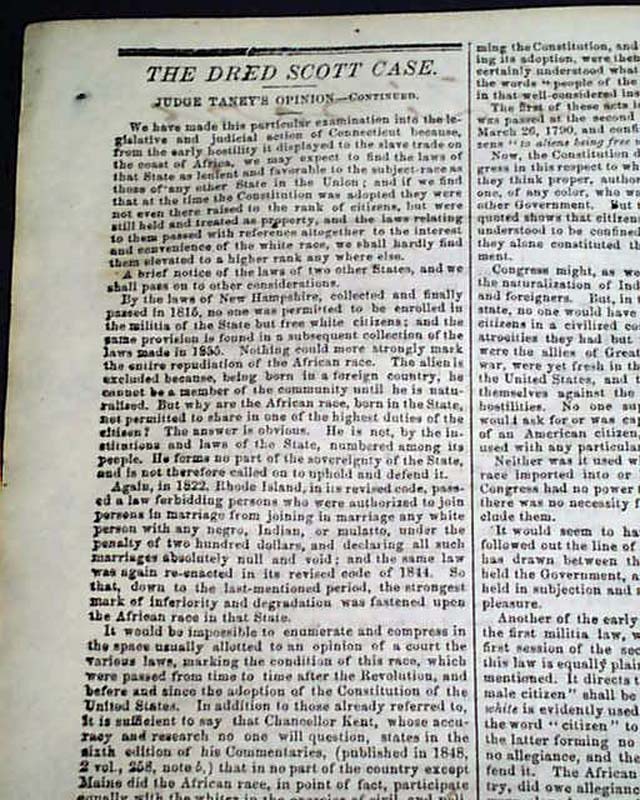 THE DRED SCOTT CASE.
JUDGE TANEY'S OPINION—CONTINUED.
We have made this particular examination into the le-
gislative and judicial action of Connecticut because,
from the early hostility it displayed to the slave trade on
the coast of Africa, we may expect to find the laws of
that State as lenient and favorable to the subject race as
those of any other State in the Union; and if we find
that at the time the Constitution was adopted they were
not even there raised to the rank of citizens, but were
still held and treated as property, and the laws relating
to them passed with reference altogether to the interest
and convenience of the white race, we shall hardly find
them elevated to a higher rank any where else.
A brief notice of the laws of two other States, and we
shall pass on to other considerations.
By the laws of New Hampshire, collected and finally
passed in 1815, no one was permitted to be enrolled in
the militia of the State but free white citizens; and the
same provision is found in a subsequent collection of the
laws made in 1855. Nothing could more strongly mark
the entire repudiation of the African race. The alien is
excluded because, being born in a foreign country, he
cannot be a member of the community until he is natu-
ralised. But why are the African race, born in the State,
not permitted to share in one of the highest duties of the
citizen? The answer is obvious. He is not, by the in-
stitutions and laws of the State, numbered among its
people. He forms no part of the sovereignty of the State,
and is not therefore called on to uphold and defend it.
Again, in 1822, Rhode Island, in its revised code, pass-
ed a law forbidding persons who were authorized to join
persons in marriage from joining in marriage any white
person with any negro, Indian, or mulatto, under the
penalty of two hundred dollars, and declaring all such
marriages absolutely null and void; and the same law
was again re-enacted in its revised code of 1844. So
that, down to the last-mentioned period, the strongest
mark of inferiority and degradation was fastened upon
the African race in that State.
It would be impossible to enumerate and compress in
the space usually allotted to an opinion of a court the
various laws, marking the condition of this race, which
were passed from time to time after the Revolution, and
before and since the adoption of the Constitution of the
United States. In addition to those already referred to,
it is sufficient to say that Chancellor Kent, whose accu-
racy and research no one will question, states in the
sixth edition of his Commentaries, (published in 1848,
2 vol., 258, note b,) that in no part of the country except
Maine did the African race, in point of fact, participate
equally with the whites in the exercise of civil and
ming the Constitution, and
ing its adoption, were then
certainly understood what
the words "people of the
in that well-considered
The first of these acts
was passed at the second
March 26, 1790, and
zens "to aliens being free
Now, the Constitution
gress in this respect to wh
they think proper, author
one, of any color, who w
other Government. But
quoted shows that citizen
understood to be confined
they alone constituted th
ment.
Congress might, as we
the naturalization of Ind
and foreigners. But, in
state, no one would have
citizens in a civilized co
atrocities they had but
were the allies of Great
war, were yet fresh in th
the United States, and
themselves against the
hostilities. No one sup
would ask for or was cap
of an American citizen
used with any particular
Neither was it used w
race imported into or
Congress had no power
there was no necessity
clude them.
It would seem to ha
followed out the line of
has drawn between th
held the Government, a
held in subjection and
pleasure.
Another of the early
the first militia law, w
first session of the sec
this law is equally plain
mentioned. It directs t
male citizen" shall be
white is evidently used
the word "citizen" to
the latter forming no
no allegiance, and the
fend it. The African
try, did owe allegian